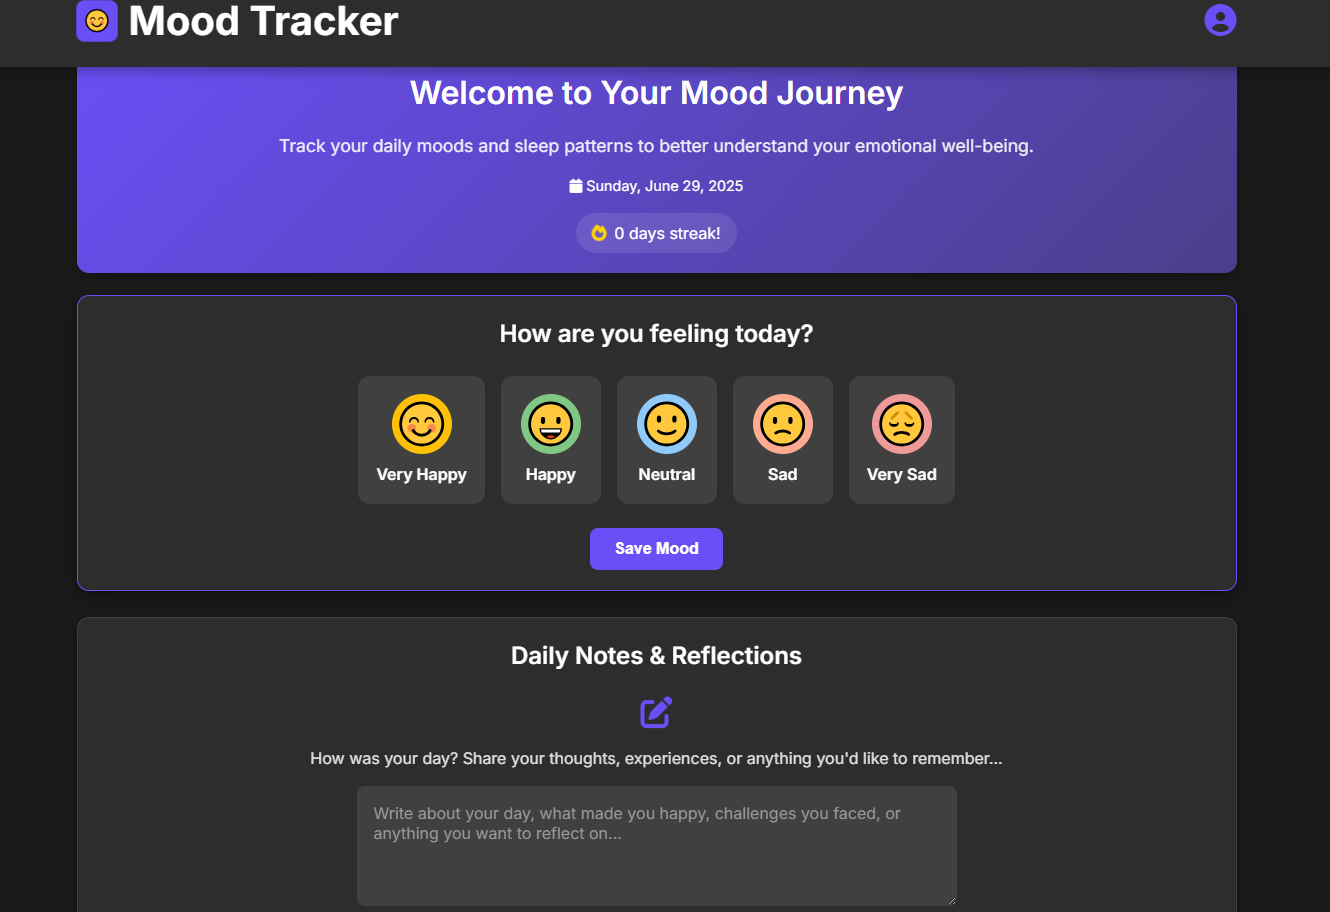 Mood Tracker
Welcome to Your Mood Journey
Track your daily moods and sleep patterns to better understand your emotional well-being.
Sunday, June 29, 2025
0 days streak!
How are you feeling today?
Very Happy
Happy
Neutral
Sad
Very Sad
Save Mood
Daily Notes & Reflections
How was your day? Share your thoughts, experiences, or anything you'd like to remember...
Write about your day, what made you happy, challenges you faced, or
anything you want to reflect on...